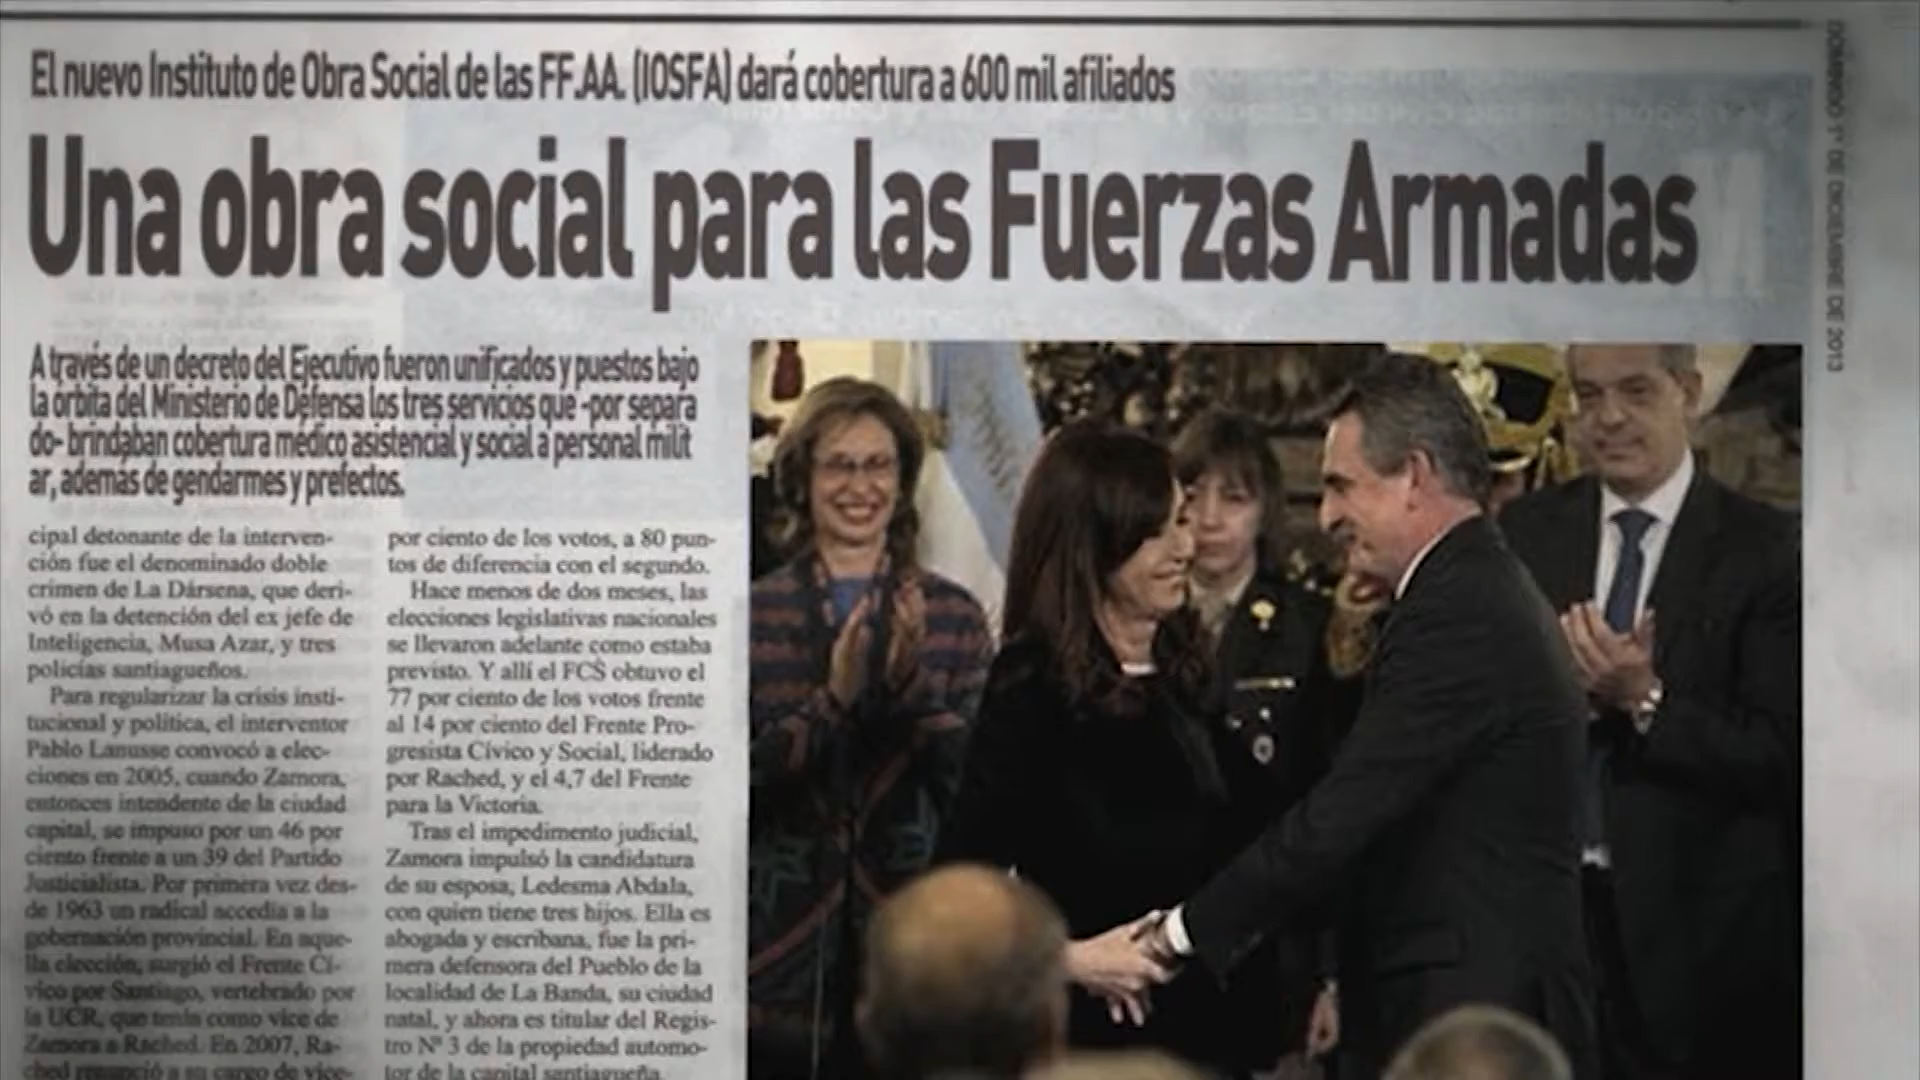 El nuevo Instituto de Obra Social de las FF.AA. (IOSFA) dará cobertura a 600 mil afiliados
Una obra social para las Fuerzas Armadas
A través de un decreto del Ejecutivo fueron unificados y puestos bajo
la órbita del Ministerio de Defensa los tres servicios que -por separa
do- brindaban cobertura médico asistencial y social a personal milit
ar, además de gendarmes y prefectos.
cipal detonante de la interven-
ción fue el denominado doble
crimen de La Dársena, que deri-
vó en la detención del ex jefe de
Inteligencia, Musa Azar, y tres
policías santiagueños.
Para regularizar la crisis insti-
tucional y política, el interventor
Pablo Lanusse convocó a elec-
ciones en 2005, cuando Zamora,
entonces intendente de la ciudad
capital, se impuso por un 46 por
ciento frente a un 39 del Partido
Justicialista. Por primera vez des-
de 1963 un radical accedía a la
gobernación provincial. En aque-
lla elección, surgió el Frente Cí-
vico por Santiago, vertebrado por
la UCR, que tenía como vice de
Zamora a Rached. En 2007, Ra-
ched renunció a su cargo de vice-
por ciento de los votos, a 80 pun-
tos de diferencia con el segundo.
Hace menos de dos meses, las
elecciones legislativas nacionales
se llevaron adelante como estaba
previsto. Y allí el FCS obtuvo el
77 por ciento de los votos frente
al 14 por ciento del Frente Pro-
gresista Cívico y Social, liderado
por Rached, y el 4,7 del Frente
para la Victoria.
Tras el impedimento judicial,
Zamora impulsó la candidatura
de su esposa, Ledesma Abdala,
con quien tiene tres hijos. Ella es
abogada y escribana, fue la pri-
mera defensora del Pueblo de la
localidad de La Banda, su ciudad
natal, y ahora es titular del Regis-
tro Nº 3 de la propiedad automo-
tor de la capital santiagueña.
DOMINGO 1º DE DICIEMBRE DE 2013